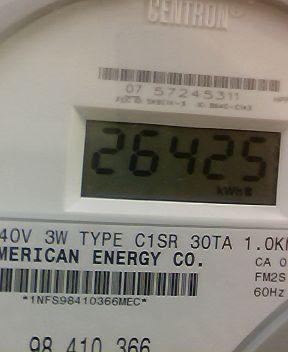 CENTRON®
07 57245311
26425
kWh
40V 3W TYPE C1SR 30TA 1.0K
MERICAN ENERGY CO.
CA 0
FM2S
60Hz
*1NFS98410366MEC*
98 410 366